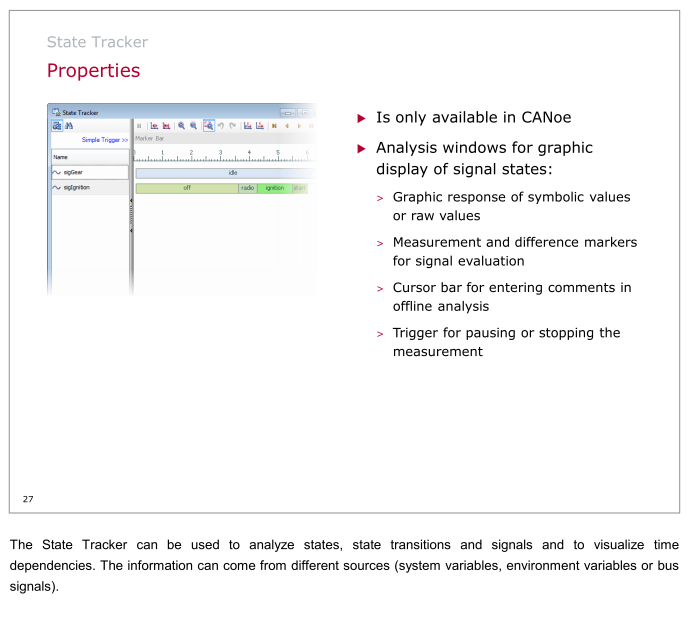 State Tracker
Properties
State Tracker
Simple Trigger >>
Marker Bar
Name
1 2 3 4 5 6
sigGear
idle
sigIgnition
off radio ignition start
▶ Is only available in CANoe
▶ Analysis windows for graphic
display of signal states:
> Graphic response of symbolic values
or raw values
> Measurement and difference markers
for signal evaluation
> Cursor bar for entering comments in
offline analysis
> Trigger for pausing or stopping the
measurement
27
The State Tracker can be used to analyze states, state transitions and signals and to visualize time
dependencies. The information can come from different sources (system variables, environment variables or bus
signals).